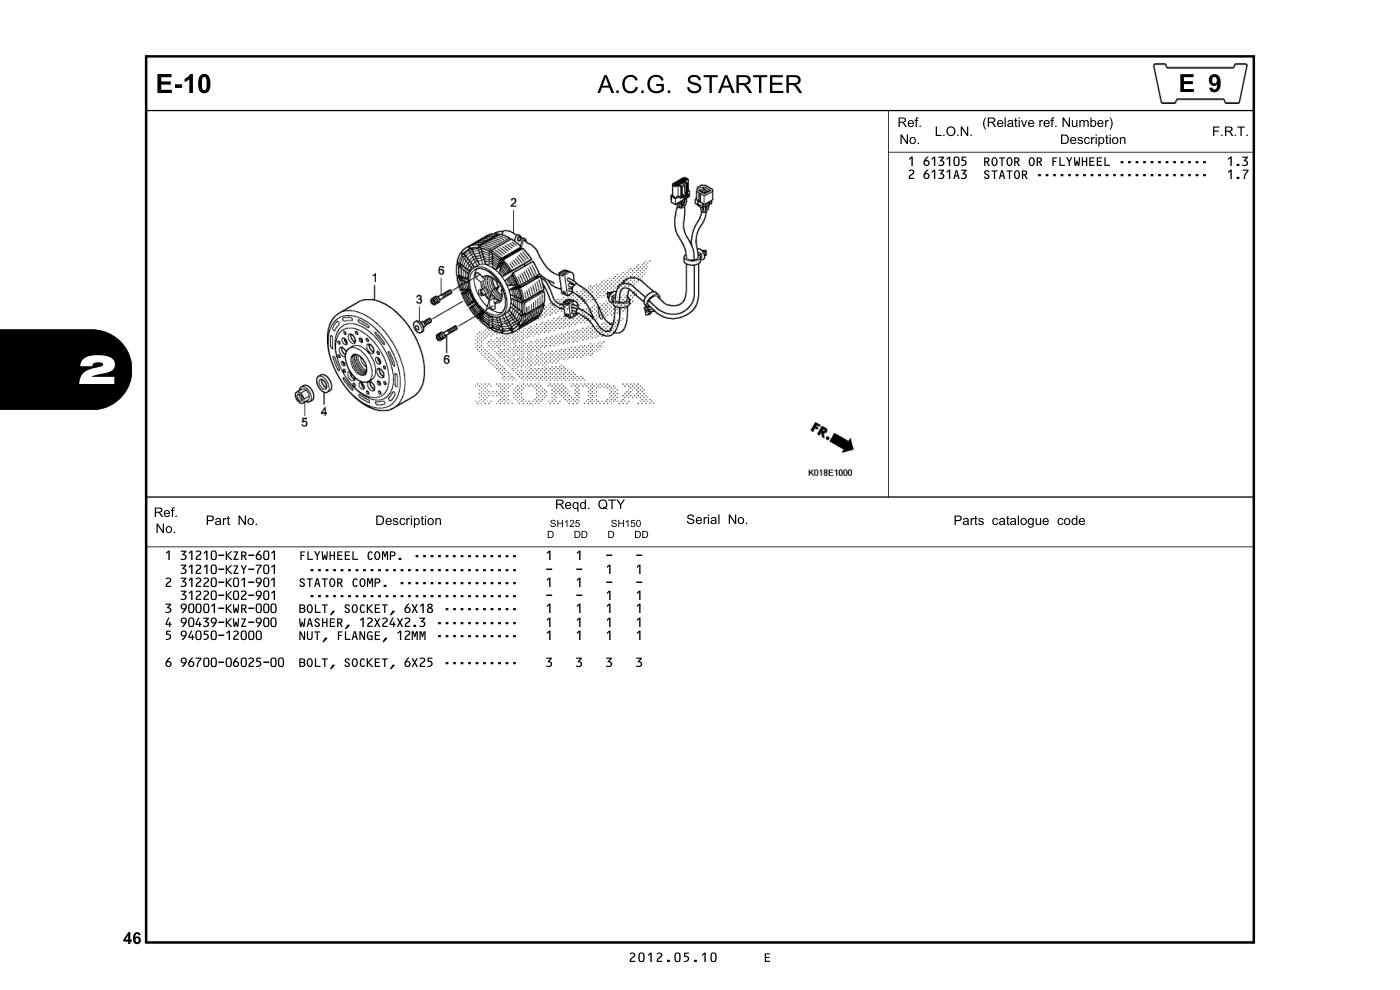 E-10 A.C.G. STARTER E 9
Ref. No. L.O.N. (Relative ref. Number) Description F.R.T.
1 613105 ROTOR OR FLYWHEEL ············ 1.3
2 6131A3 STATOR ······················· 1.7
2
1
6
3
6
4
5
HONDA
FR.
K018E1000
2
Ref. No. Part No. Description Reqd. QTY Serial No. Parts catalogue code
SH125 SH150
D DD D DD
1 31210-KZR-601 FLYWHEEL COMP. ·············· 1 1 – –
31210-KZY-701 ···························· – – 1 1
2 31220-K01-901 STATOR COMP. ················ 1 1 – –
31220-K02-901 ···························· – – 1 1
3 90001-KWR-000 BOLT, SOCKET, 6X18 ·········· 1 1 1 1
4 90439-KWZ-900 WASHER, 12X24X2.3 ··········· 1 1 1 1
5 94050-12000 NUT, FLANGE, 12MM ··········· 1 1 1 1
6 96700-06025-00 BOLT, SOCKET, 6X25 ·········· 3 3 3 3
46
2012.05.10 E